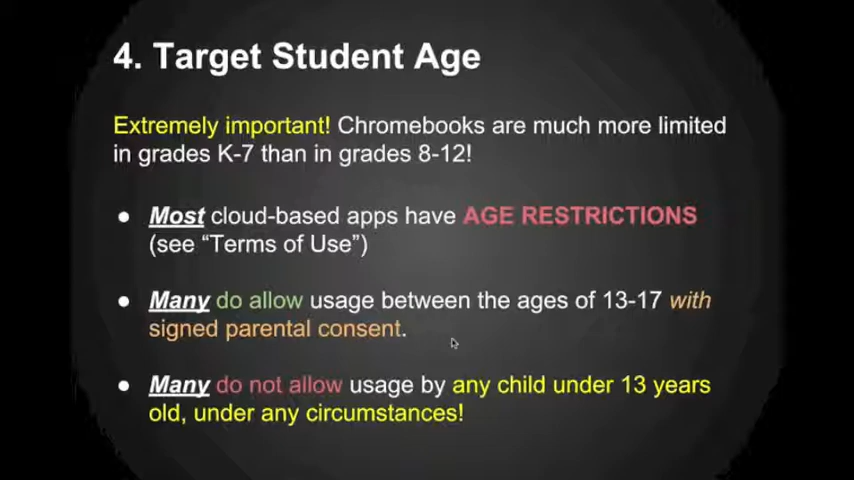 4. Target Student Age
Extremely important! Chromebooks are much more limited
in grades K-7 than in grades 8-12!
● Most cloud-based apps have AGE RESTRICTIONS
(see “Terms of Use”)
● Many do allow usage between the ages of 13-17 with
signed parental consent.
● Many do not allow usage by any child under 13 years
old, under any circumstances!